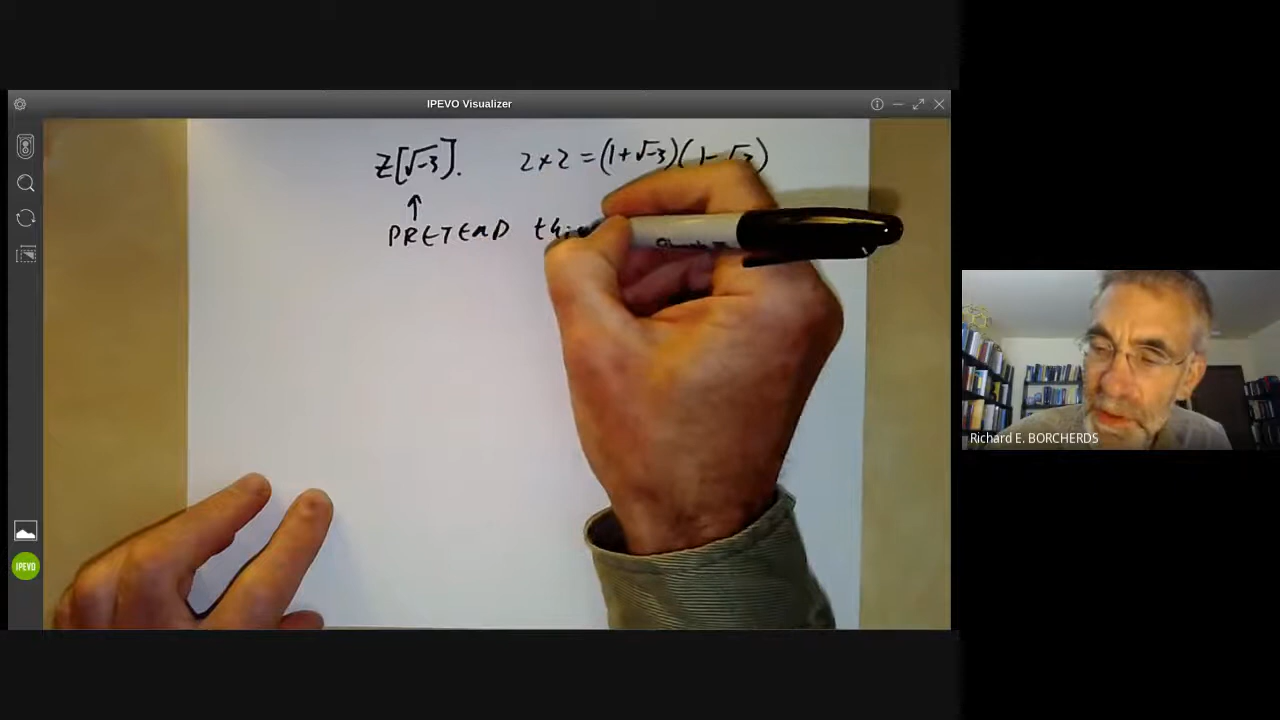 IPEVO Visualizer
Z[√-3]. 2×2 = (1+√-3)(1-√-3)
↑
PRETEND
IPEVO
Richard E. BORCHERDS